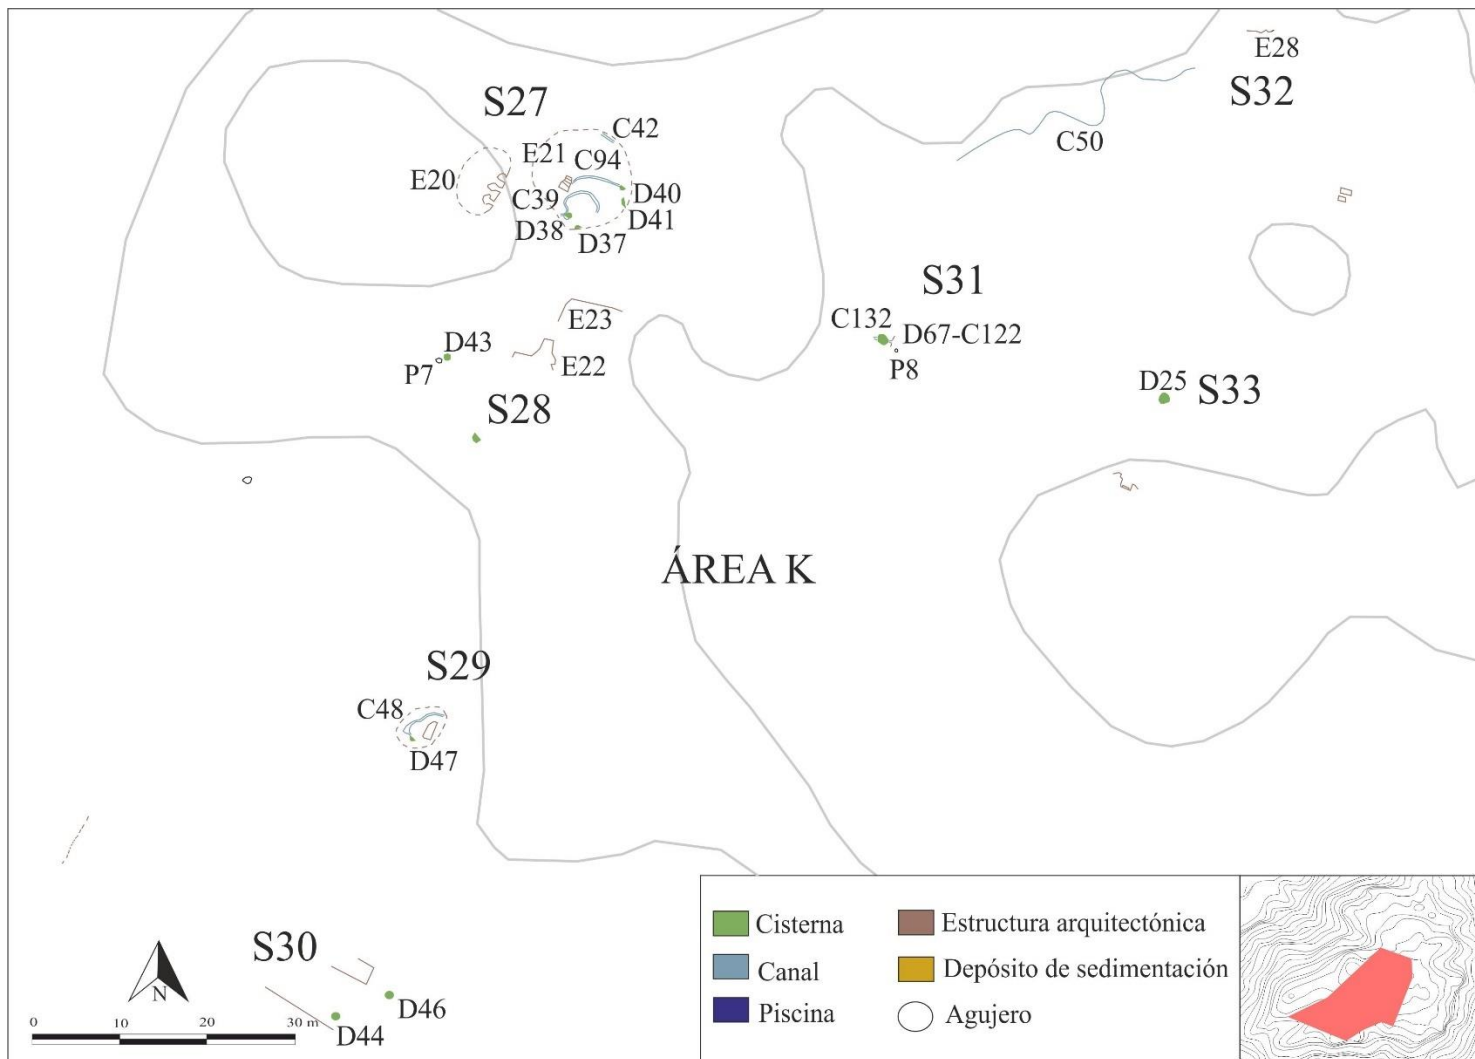 E28
S27
S32
C42
C50
E21
C94
E20
C39
D40
D41
D38
D37
S31
E23
C132
D67-C122
D43
P8
P7
E22
D25
S33
S28
ÁREA K
S29
C48
D47
S30
N
D46
D44
0 10 20 30 m
Cisterna
Canal
Piscina
Estructura arquitectónica
Depósito de sedimentación
Agujero